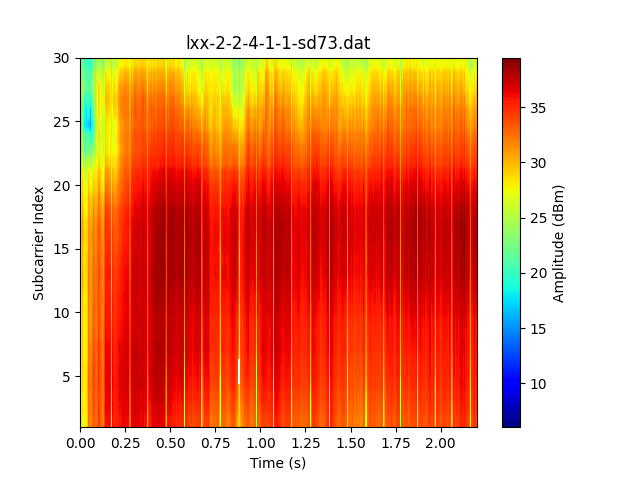 lxx-2-2-4-1-1-sd73.dat
30
25
20
15
10
5
Subcarrier Index
0.00 0.25 0.50 0.75 1.00 1.25 1.50 1.75 2.00
Time (s)
35
30
25
20
15
10
Amplitude (dBm)